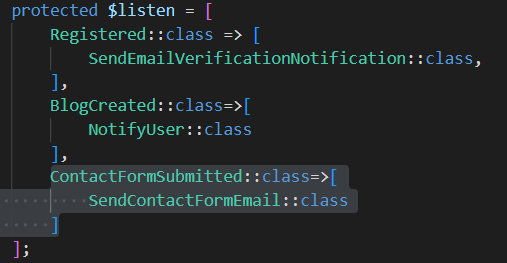 protected $listen = [
    Registered::class => [
        SendEmailVerificationNotification::class,
    ],
    BlogCreated::class=>[
        NotifyUser::class
    ],
    ContactFormSubmitted::class=>[
        SendContactFormEmail::class
    ]
];